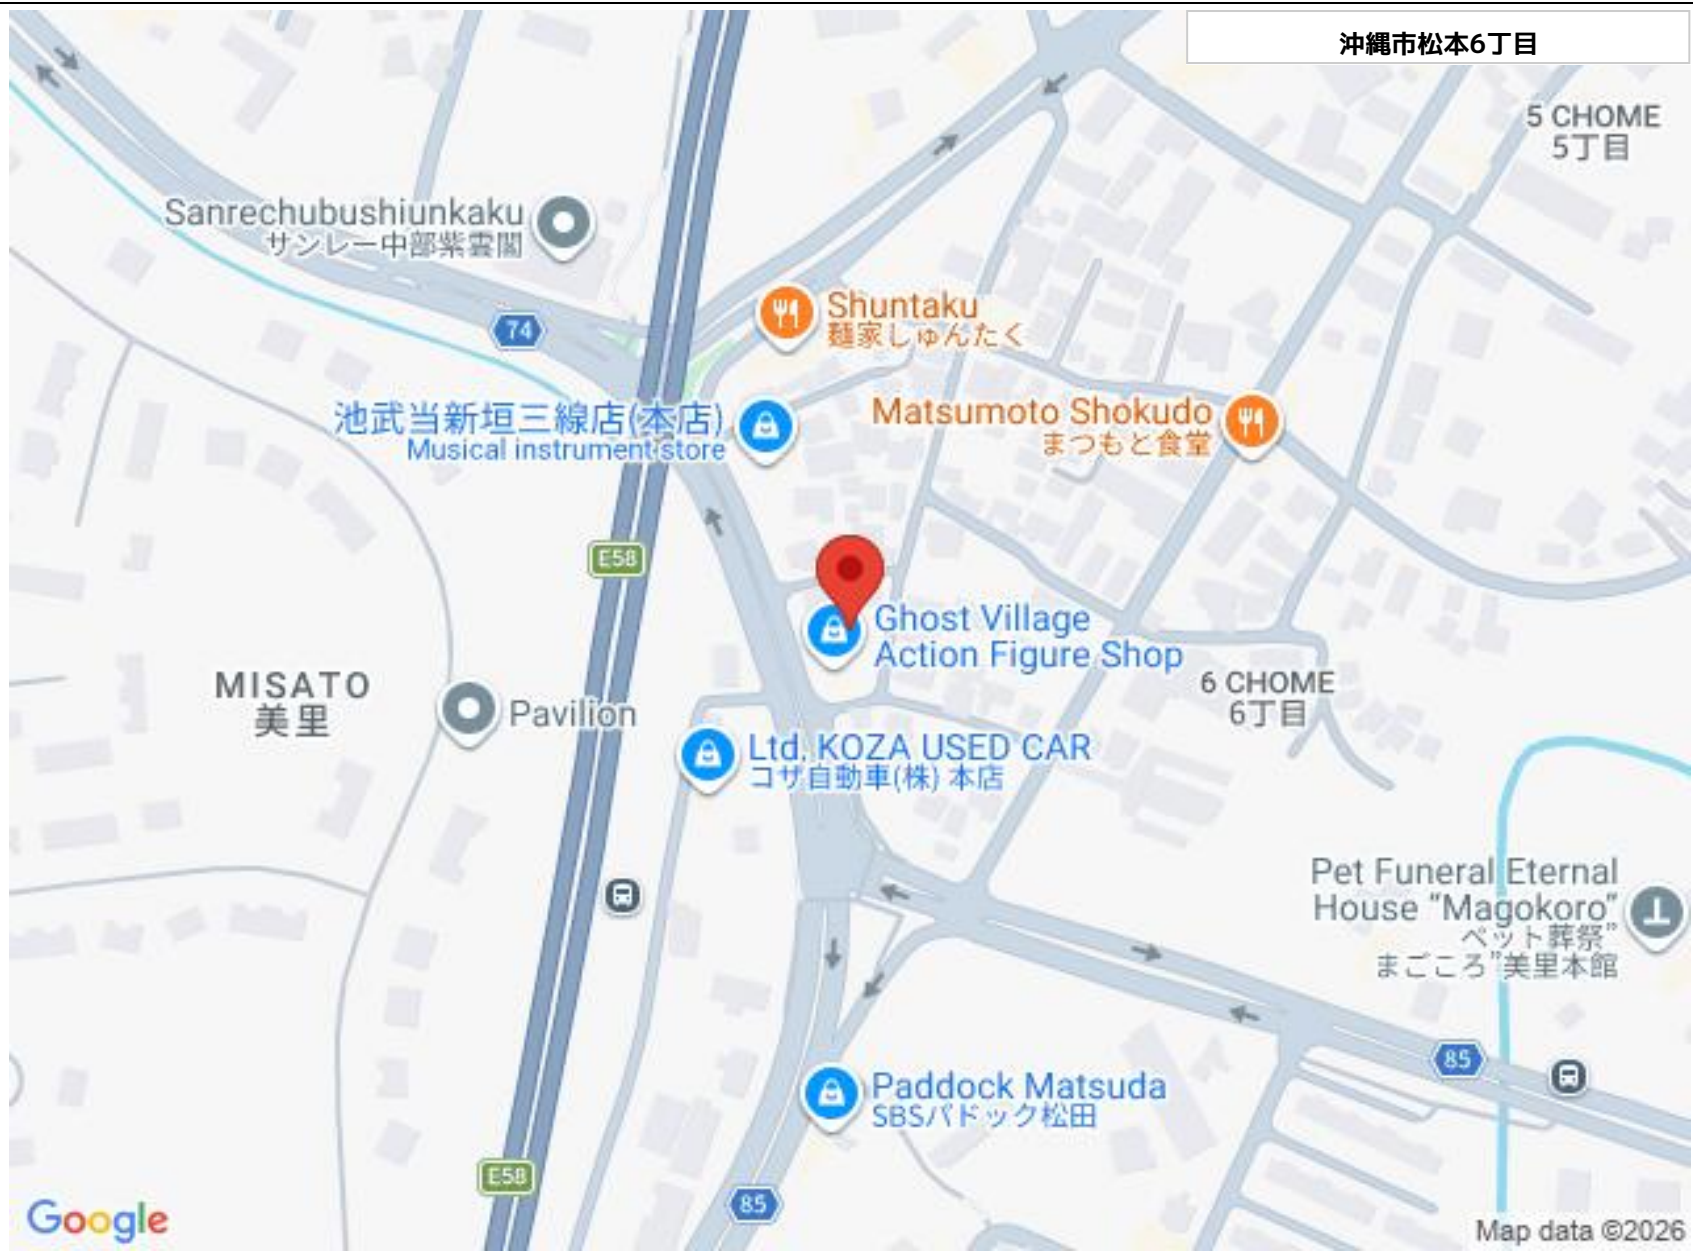 沖縄市松本6丁目
5 CHOME
5丁目
Sanrechubushiunkaku
サンレー中部紫雲閣
74
Shuntaku
麺家しゅんたく
池武当新垣三線店(本店)
Musical instrument store
Matsumoto Shokudo
まつもと食堂
E58
Ghost Village
Action Figure Shop
MISATO
美里
6 CHOME
6丁目
Pavilion
Ltd. KOZA USED CAR
コザ自動車(株) 本店
Pet Funeral Eternal
House “Magokoro”
ペット葬祭”
まごころ”美里本館
85
Paddock Matsuda
SBSパドック松田
E58
85
Google
Map data ©2026